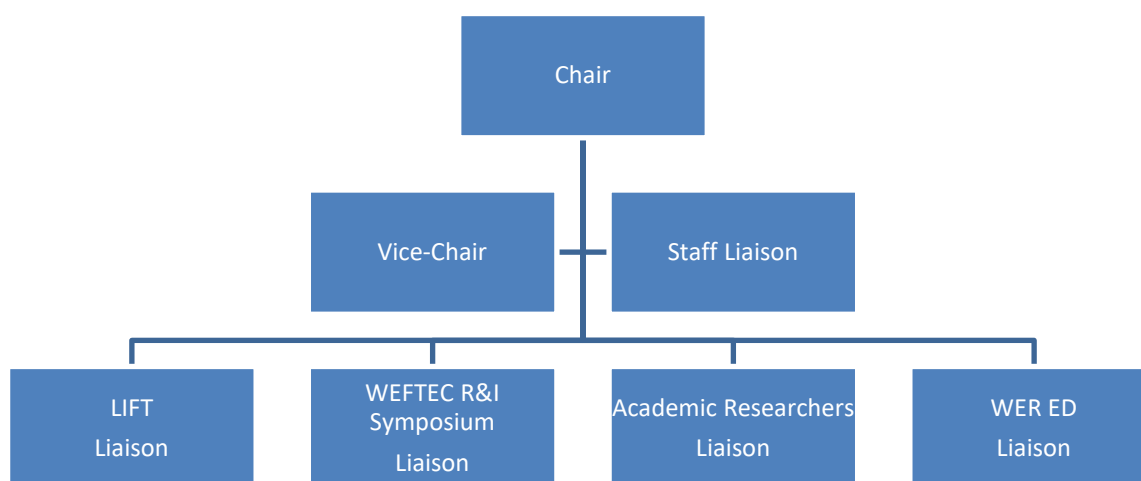 Chair
Vice-Chair
Staff Liaison
LIFT
Liaison
WEFTEC R&I
Symposium
Liaison
Academic Researchers
Liaison
WER ED
Liaison